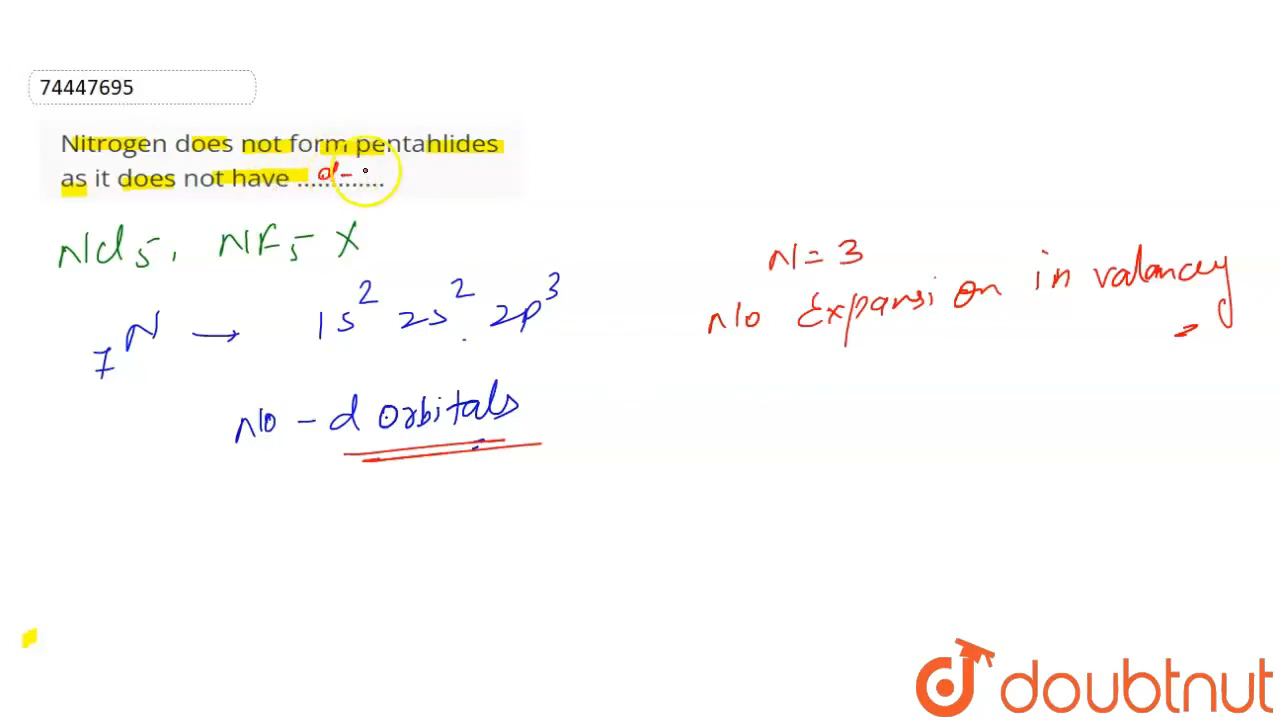 74447695
Nitrogen does not form pentahlides
as it does not have .............
d-
NCl5, NF5 X
7N → 1s² 2s² 2p³
no - d orbitals
N = 3
no Expansion in valancy
doubtnut